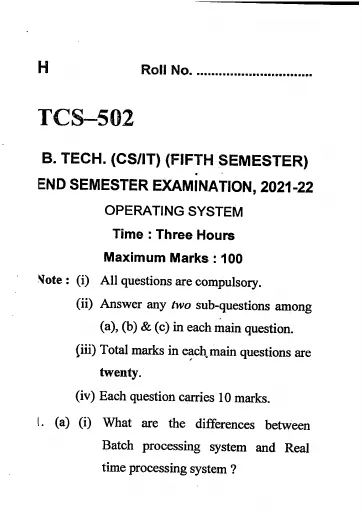 H Roll No. ................................
TCS–502
B. TECH. (CS/IT) (FIFTH SEMESTER)
END SEMESTER EXAMINATION, 2021-22
OPERATING SYSTEM
Time : Three Hours
Maximum Marks : 100
Note : (i) All questions are compulsory.
(ii) Answer any two sub-questions among
(a), (b) & (c) in each main question.
(iii) Total marks in each main questions are
twenty.
(iv) Each question carries 10 marks.
1. (a) (i) What are the differences between
Batch processing system and Real
time processing system ?